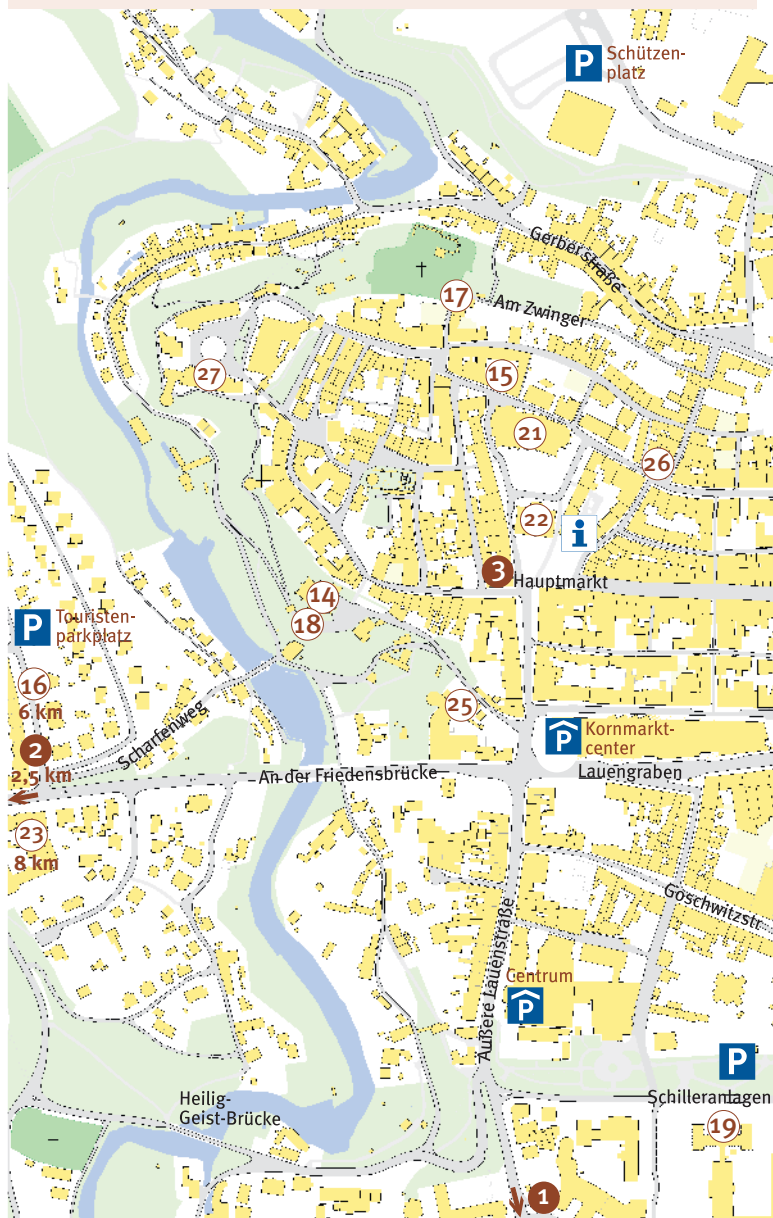 P Schützen-
platz
Gerberstraße
17
Am Zwinger
15
27
21
26
22
i
3
Hauptmarkt
14
18
P Touristen-
parkplatz
16
6 km
25
Scharfenweg
2
2,5 km
P Kornmarkt-
center
An der Friedensbrücke
Lauengraben
23
8 km
Goschwitzstr
Äußere Lauenstraße
Centrum
P
P
Schilleranlagen
Heilig-
Geist-Brücke
19
1